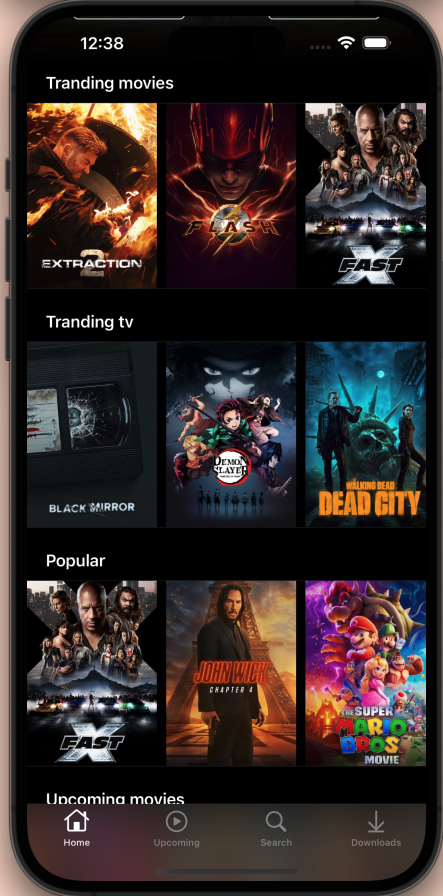 12:38
Tranding movies
EXTRACTION
2
FLASH
FAST
X
Tranding tv
BLACK MIRROR
DEMON
SLAYER
THE WALKING DEAD
DEAD CITY
Popular
FAST
X
JOHN WICK
CHAPTER 4
THE SUPER
MARIO
BROS
MOVIE
Upcoming movies
Home
Upcoming
Search
Downloads